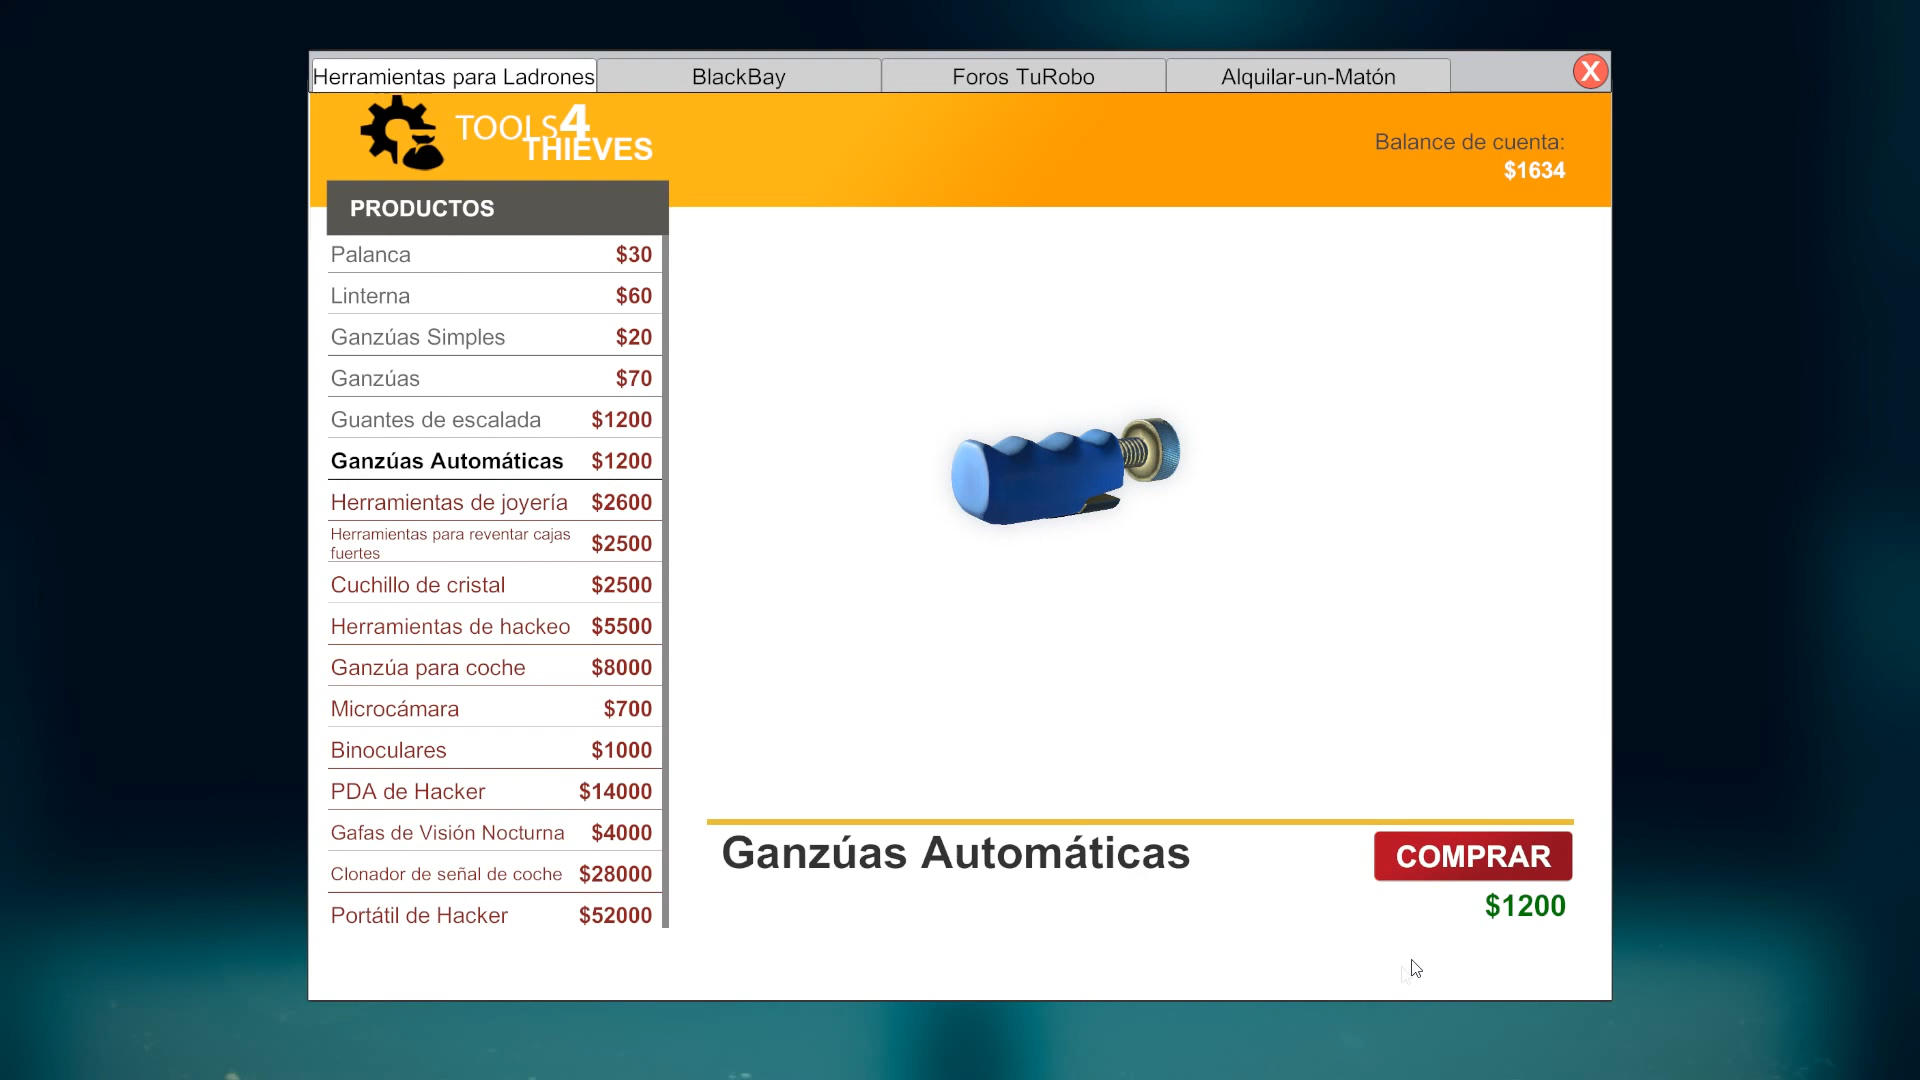 Herramientas para Ladrones
BlackBay
Foros TuRobo
Alquilar-un-Matón
X
TOOLS4
THIEVES
Balance de cuenta:
$1634
PRODUCTOS
Palanca $30
Linterna $60
Ganzúas Simples $20
Ganzúas $70
Guantes de escalada $1200
Ganzúas Automáticas $1200
Herramientas de joyería $2600
Herramientas para reventar cajas
fuertes $2500
Cuchillo de cristal $2500
Herramientas de hackeo $5500
Ganzúa para coche $8000
Microcámara $700
Binoculares $1000
PDA de Hacker $14000
Gafas de Visión Nocturna $4000
Clonador de señal de coche $28000
Portátil de Hacker $52000
Ganzúas Automáticas
COMPRAR
$1200